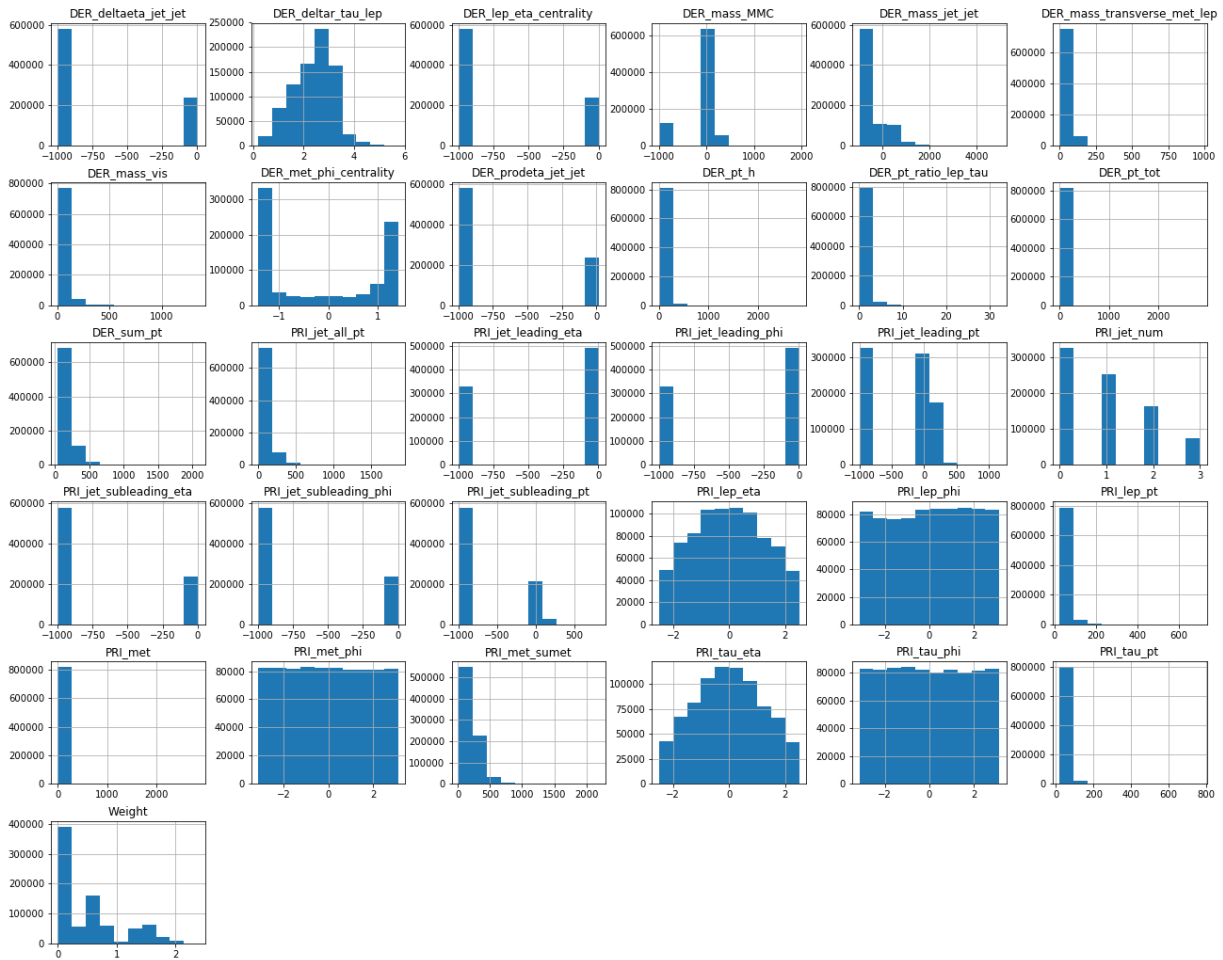 DER_deltaeta_jet_jet DER_deltar_tau_lep DER_lep_eta_centrality DER_mass_MMC DER_mass_jet_jet DER_mass_transverse_met_lep
600000 250000 600000 600000 600000
400000 200000 400000 600000 400000 400000
200000 150000 200000 400000 200000 200000
0 100000 0 200000 0 0
50000
0 0
−1000 −750 −500 −250 0 0 2 4 6 −1000 −750 −500 −250 0 −1000 0 1000 2000 0 2000 4000 0 250 500 750 1000
DER_mass_vis DER_met_phi_centrality DER_prodeta_jet_jet DER_pt_h DER_pt_ratio_lep_tau DER_pt_tot
800000 300000 600000 800000 800000 800000
600000 200000 400000 600000 600000 600000
400000 100000 200000 400000 400000 400000
200000 200000 200000 200000
0 0 0 0 0 0
0 500 1000 −1 0 1 −1000 −750 −500 −250 0 0 1000 2000 0 10 20 30 0 1000 2000
DER_sum_pt PRI_jet_all_pt PRI_jet_leading_eta PRI_jet_leading_phi PRI_jet_leading_pt PRI_jet_num
600000 600000 500000 500000 300000 300000
400000 400000 400000 400000 200000 200000
200000 200000 300000 300000 100000 100000
0 0 200000 200000 0 0
100000 100000
0 0
0 500 1000 1500 2000 0 500 1000 1500 −1000 −750 −500 −250 0 −1000 −750 −500 −250 0 −1000 −500 0 500 1000 0 1 2 3
PRI_jet_subleading_eta PRI_jet_subleading_phi PRI_jet_subleading_pt PRI_lep_eta PRI_lep_phi PRI_lep_pt
600000 600000 600000 100000 80000 800000
400000 400000 400000 80000 60000 600000
200000 200000 200000 60000 40000 400000
0 0 0 40000 20000 200000
20000 0 0
0
−1000 −750 −500 −250 0 −1000 −750 −500 −250 0 −1000 −500 0 500 −2 0 2 −2 0 2 0 200 400 600
PRI_met PRI_met_phi PRI_met_sumet PRI_tau_eta PRI_tau_phi PRI_tau_pt
800000 80000 500000 100000 80000 800000
600000 60000 400000 75000 60000 600000
400000 40000 300000 50000 40000 400000
200000 20000 200000 25000 20000 200000
0 0 100000 0 0 0
0
0 1000 2000 −2 0 2 0 500 1000 1500 2000 −2 0 2 −2 0 2 0 200 400 600 800
Weight
400000
300000
200000
100000
0
0 1 2